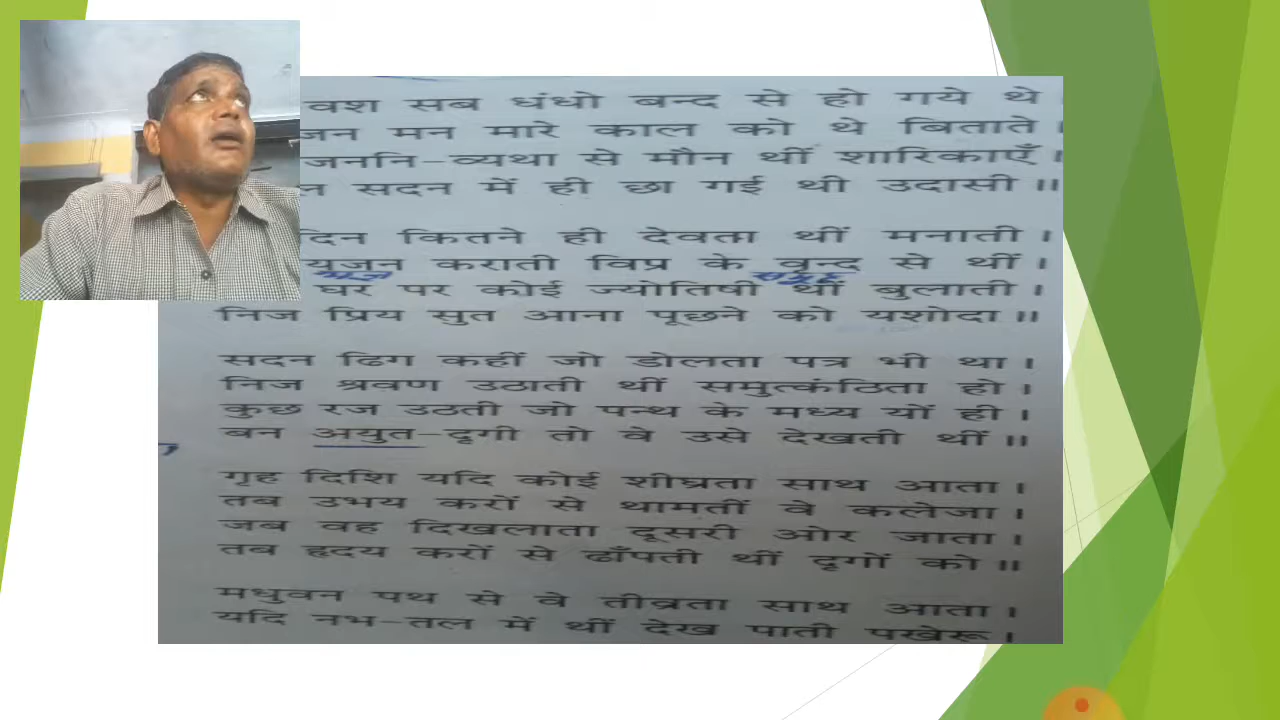 वश सब धंधो बन्द से हो गये थे ।
जन मन मारे काल को थे बिताते ।
जननि-व्यथा से मौन थीं शारिकाएँ ।
सदन में ही छा गई थी उदासी ॥
दिन कितने ही देवता थीं मनाती ।
यजन कराती विप्र के वृन्द से थीं ।
घर पर कोई ज्योतिषी थीं बुलाती ।
निज प्रिय सुत आना पूछने को यशोदा ॥
सदन ढिग कहीं जो डोलता पत्र भी था ।
निज श्रवण उठाती थीं समुत्कंठिता हो ।
कुछ रज उठती जो पन्थ के मध्य यों ही ।
बन अयुत-दृगी तो वे उसे देखती थीं ॥
गृह दिशि यदि कोई शीघ्रता साथ आता ।
तब उभय करों से थामतीं वे कलेजा ।
जब वह दिखलाता दूसरी ओर जाता ।
तब हृदय करों से ढाँपती थीं दृगों को ॥
मधुवन पथ से वे तीव्रता साथ आता ।
यदि नभ-तल में थीं देख पाती पखेरू ।